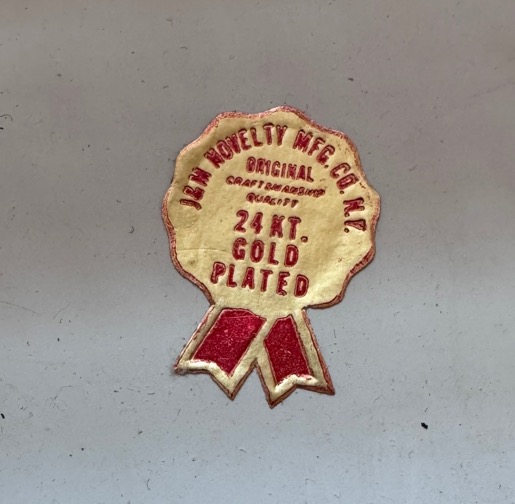 J&M NOVELTY MFG. CO. N.Y.
ORIGINAL
CRAFTSMANSHIP
QUALITY
24 KT.
GOLD
PLATED